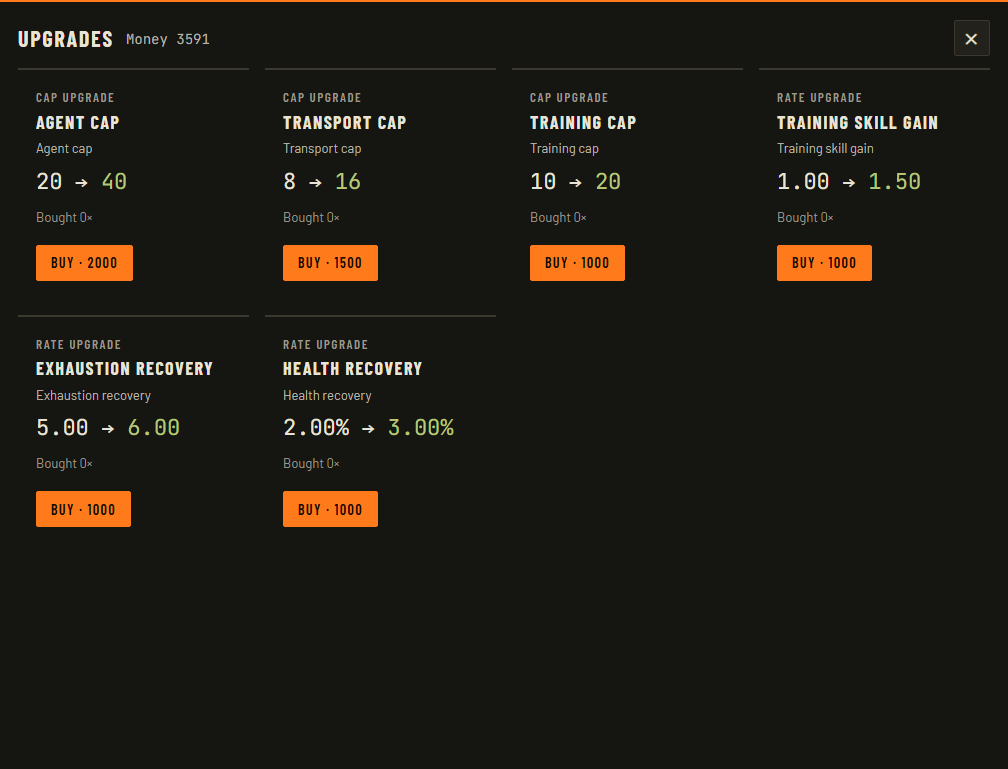 UPGRADES Money 3591 ✕
CAP UPGRADE
AGENT CAP
Agent cap
20 → 40
Bought 0×
BUY · 2000
CAP UPGRADE
TRANSPORT CAP
Transport cap
8 → 16
Bought 0×
BUY · 1500
CAP UPGRADE
TRAINING CAP
Training cap
10 → 20
Bought 0×
BUY · 1000
RATE UPGRADE
TRAINING SKILL GAIN
Training skill gain
1.00 → 1.50
Bought 0×
BUY · 1000
RATE UPGRADE
EXHAUSTION RECOVERY
Exhaustion recovery
5.00 → 6.00
Bought 0×
BUY · 1000
RATE UPGRADE
HEALTH RECOVERY
Health recovery
2.00% → 3.00%
Bought 0×
BUY · 1000